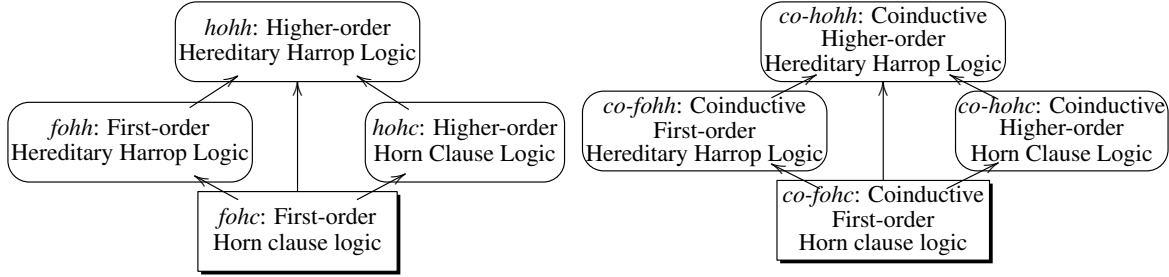 hohh: Higher-order
Hereditary Harrop Logic
fohh: First-order
Hereditary Harrop Logic
hohc: Higher-order
Horn Clause Logic
fohc: First-order
Horn clause logic
co-hohh: Coinductive
Higher-order
Hereditary Harrop Logic
co-fohh: Coinductive
First-order
Hereditary Harrop Logic
co-hohc: Coinductive
Higher-order
Horn Clause Logic
co-fohc: Coinductive
First-order
Horn clause logic